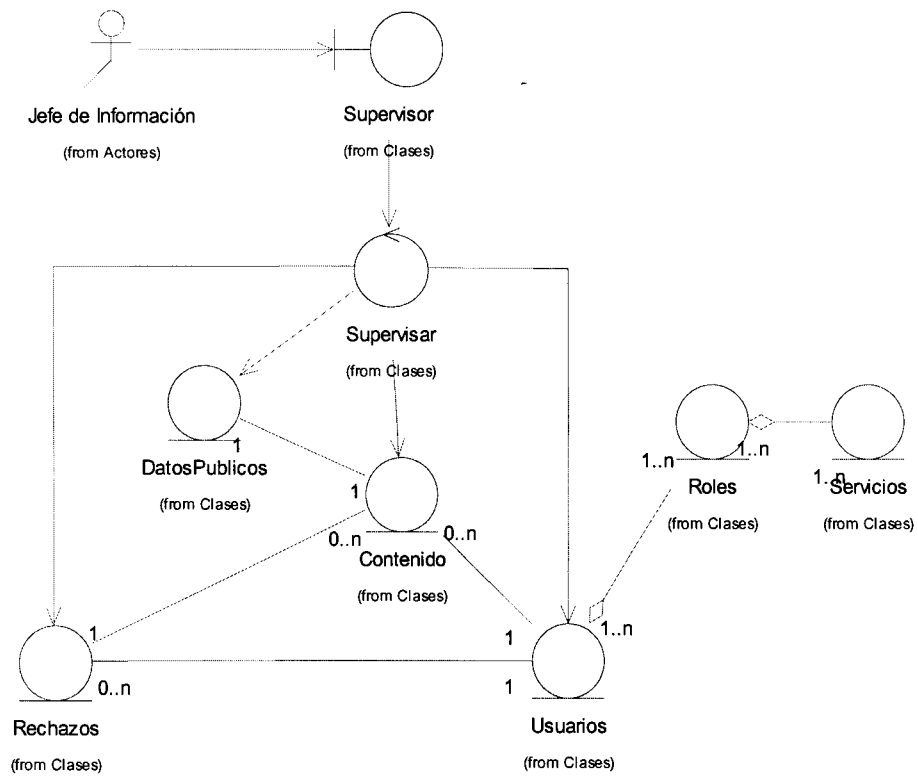 Jefe de Información
(from Actores)
Supervisor
(from Clases)
Supervisar
(from Clases)
1
DatosPublicos
(from Clases)
1
0..n
0..n
Contenido
(from Clases)
1..n
1..n
Roles
(from Clases)
1..n
Servicios
(from Clases)
1
0..n
Rechazos
(from Clases)
1
1
1..n
Usuarios
(from Clases)